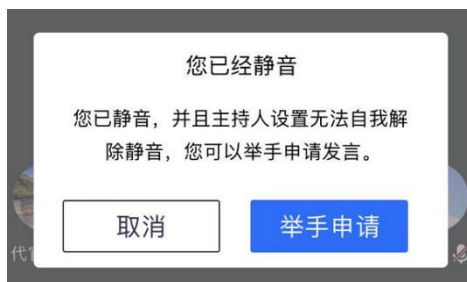 您已经静音
您已静音，并且主持人设置无法自我解
除静音，您可以举手申请发言。
取消
举手申请